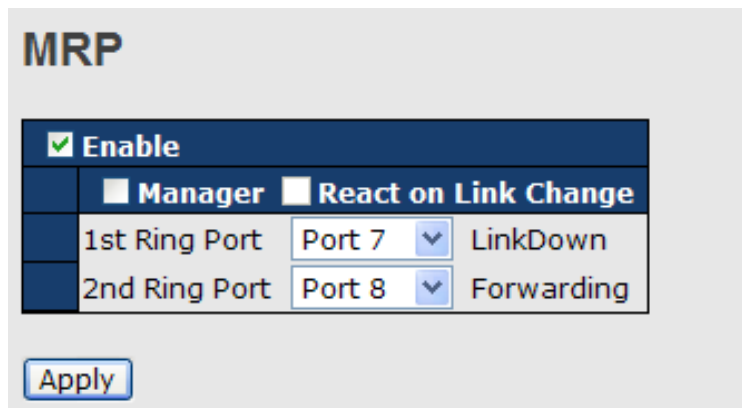 MRP
Enable
Manager React on Link Change
1st Ring Port Port 7 LinkDown
2nd Ring Port Port 8 Forwarding
Apply